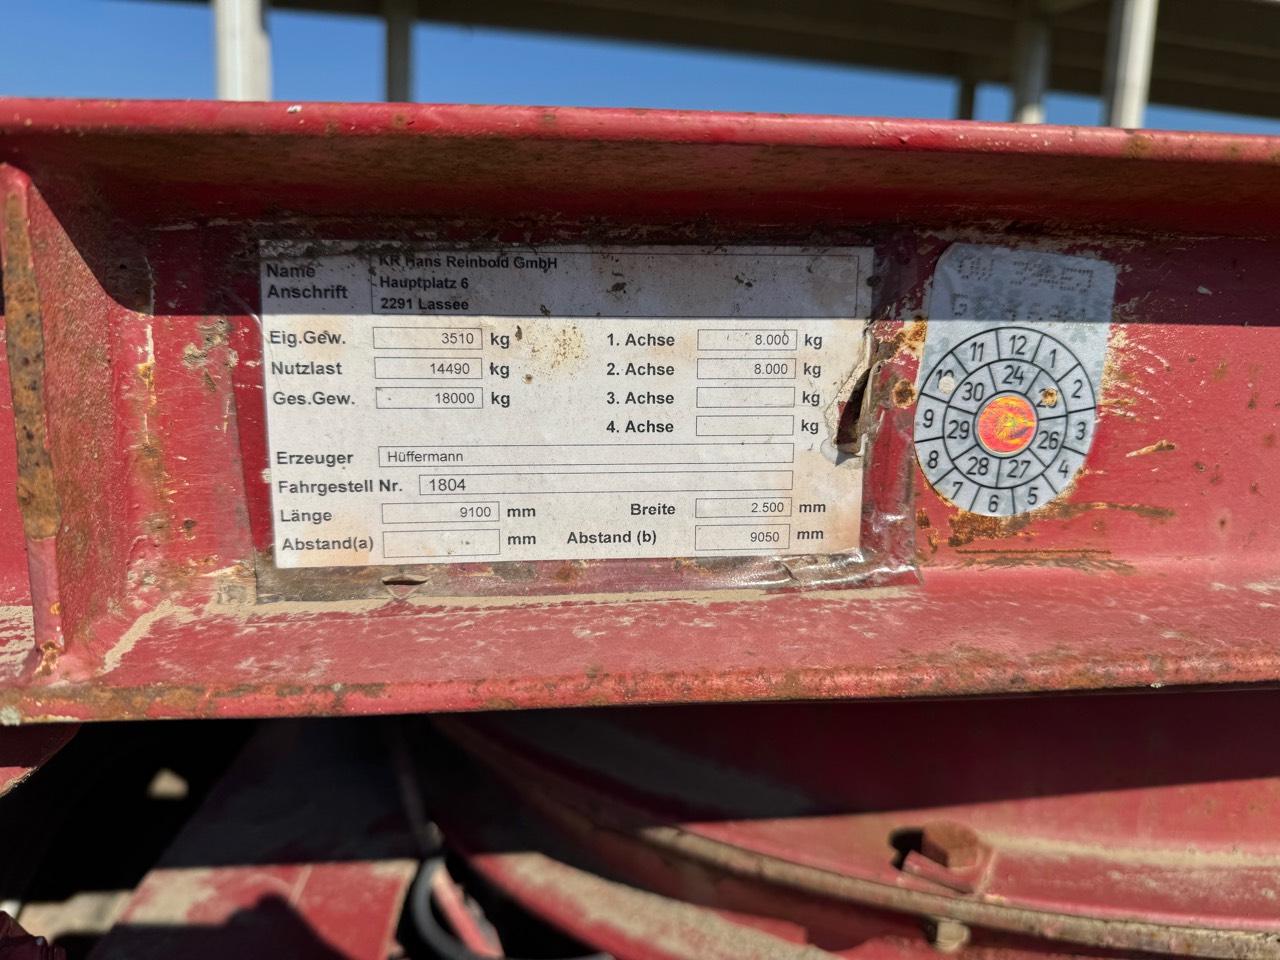 Name
Anschrift
KR Hans Reinbold GmbH
Hauptplatz 6
2291 Lassee
Eig.Gew. 3510 kg 1. Achse 8.000 kg
Nutzlast 14490 kg 2. Achse 8.000 kg
Ges.Gew. 18000 kg 3. Achse kg
4. Achse kg
Erzeuger Hüffermann
Fahrgestell Nr. 1804
Länge 9100 mm Breite 2.500 mm
Abstand(a) mm Abstand (b) 9050 mm
12 1 2 3 4 5 6 7 8 9 10 11
24 26 27 28 29 30